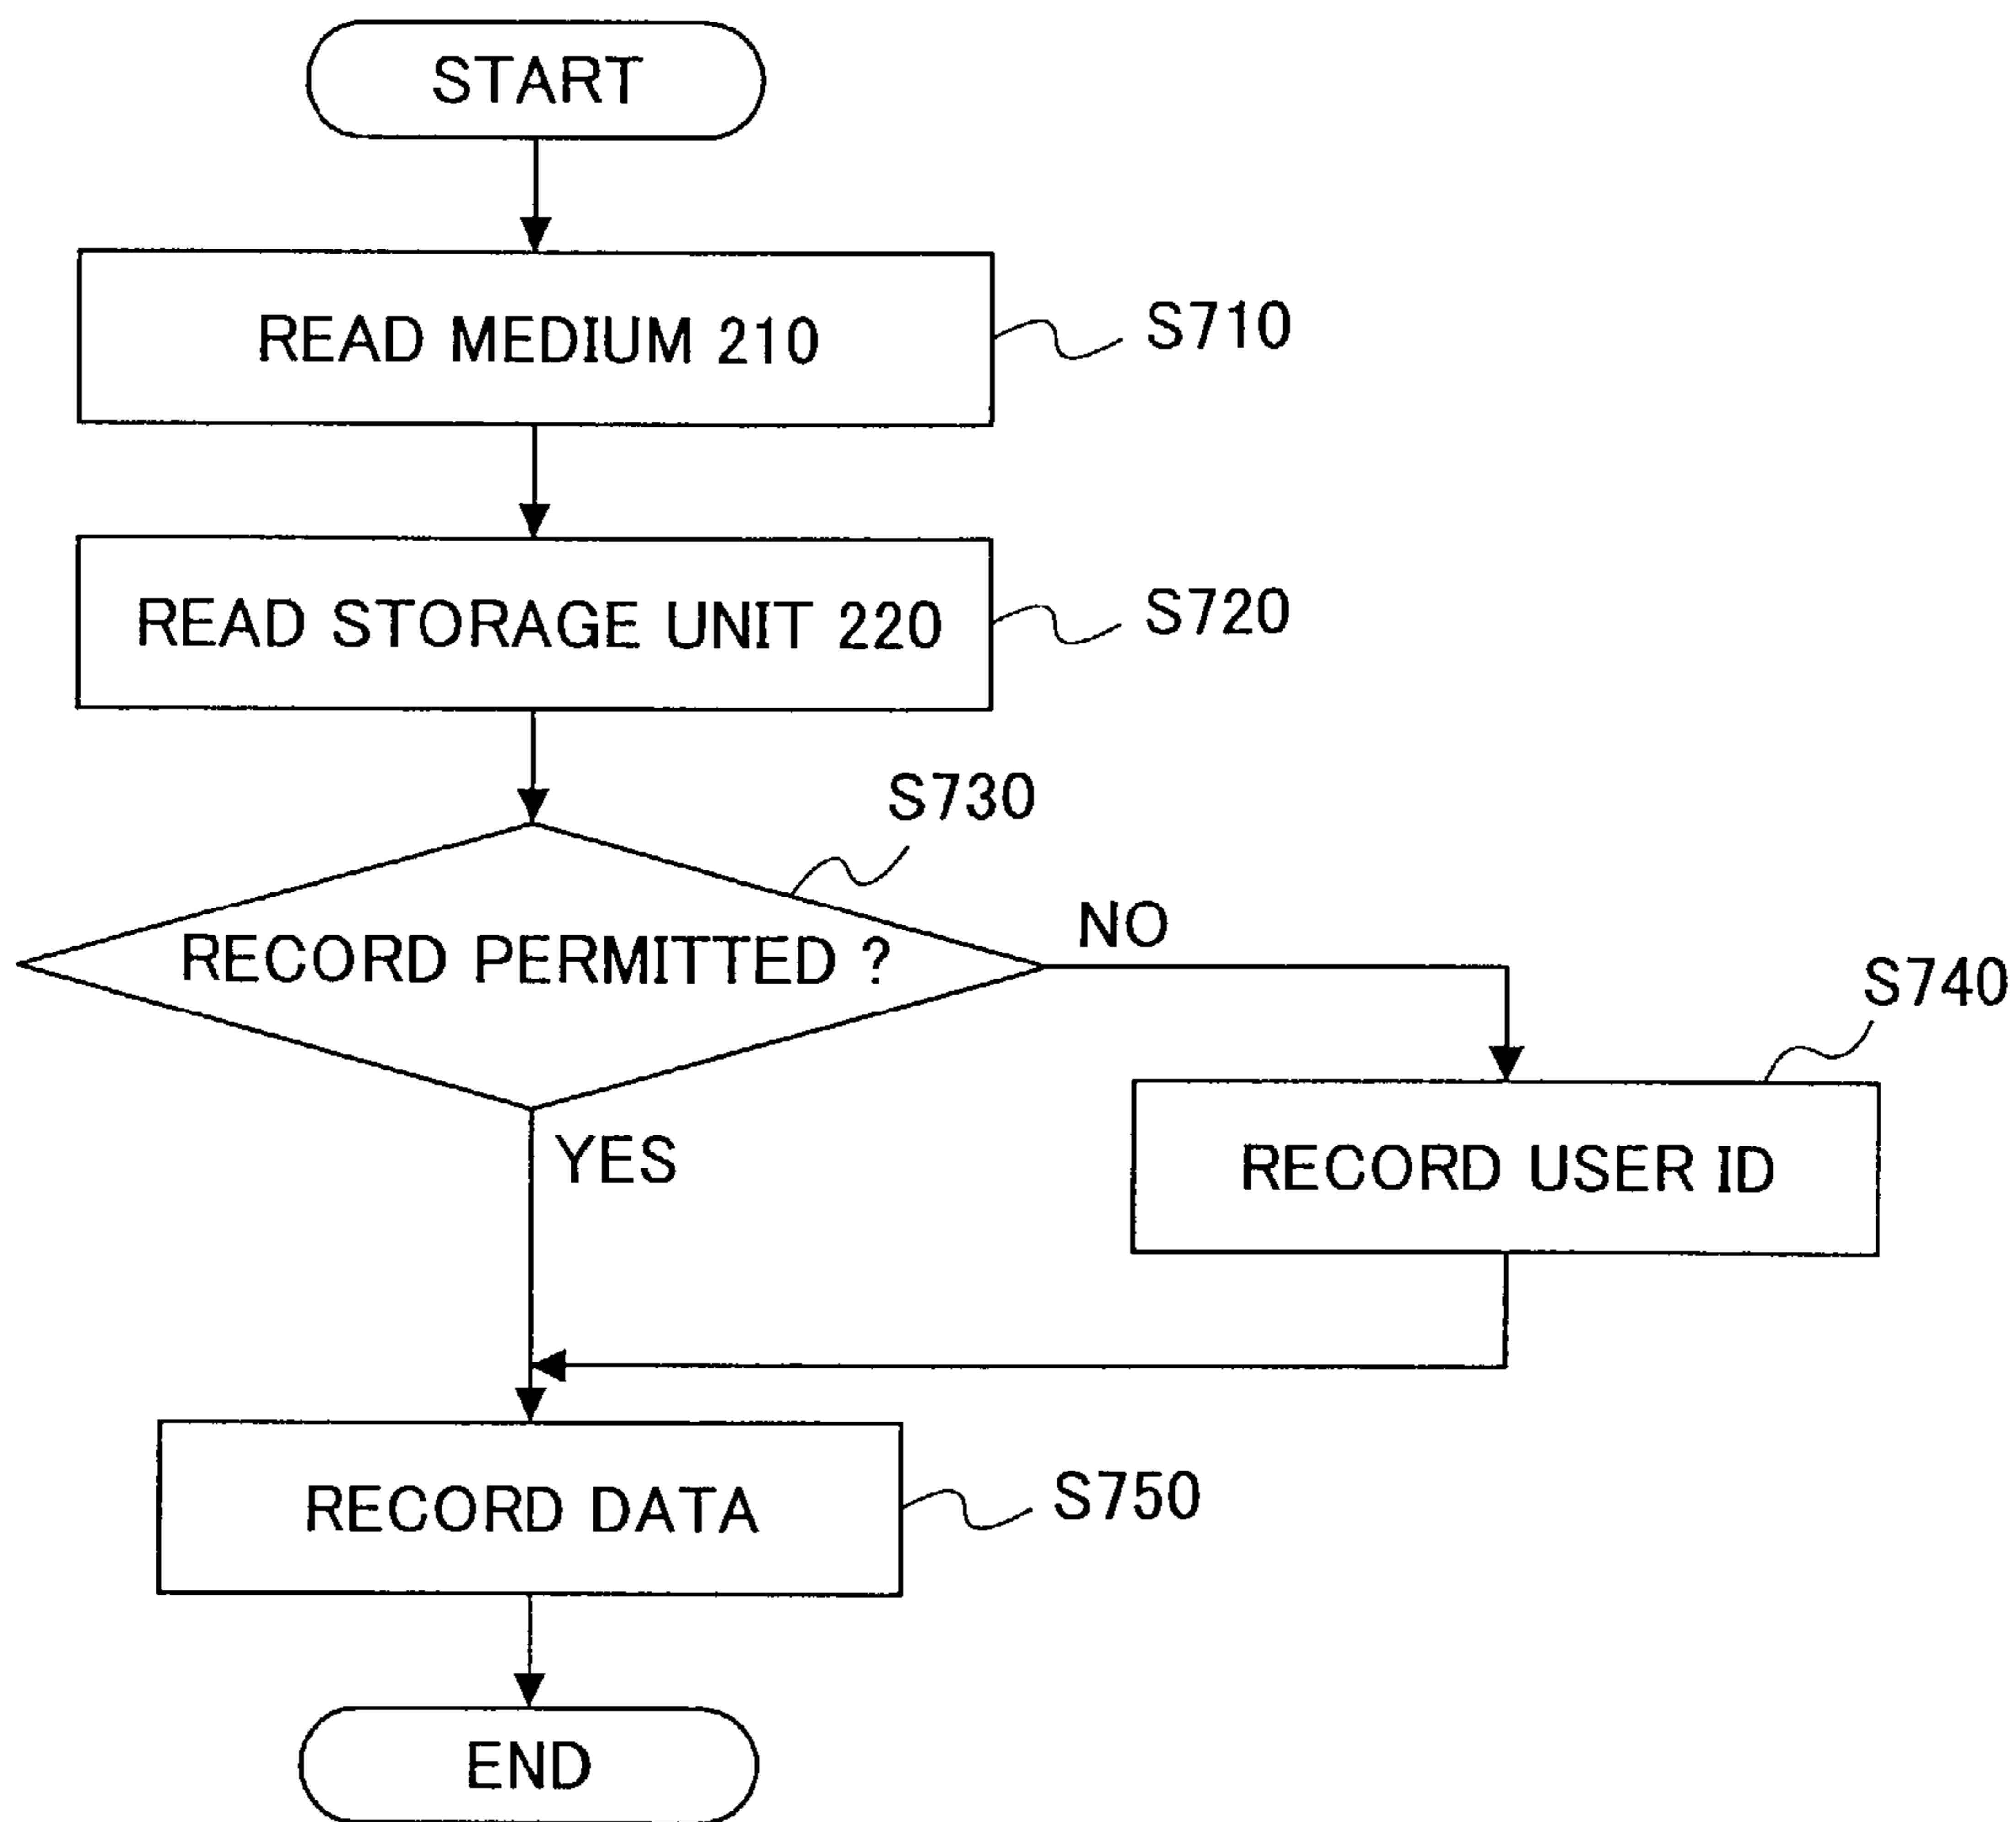 START
READ MEDIUM 210
S710
READ STORAGE UNIT 220
S720
S730
RECORD PERMITTED ?
NO
S740
YES
RECORD USER ID
RECORD DATA
S750
END